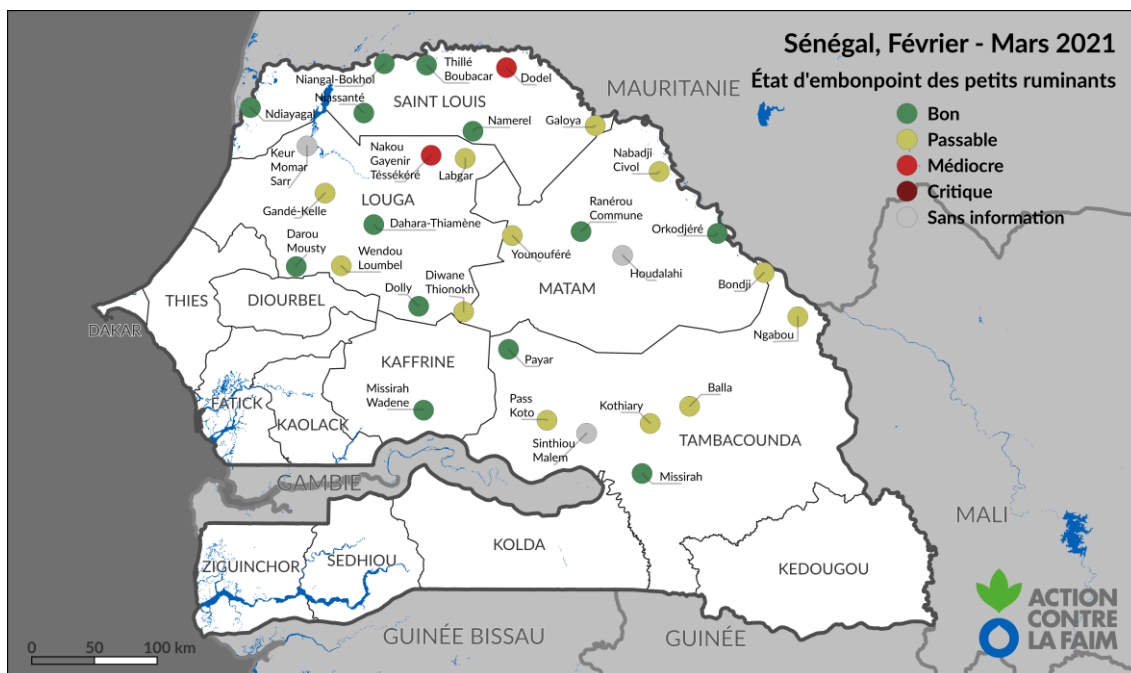 Sénégal, Février - Mars 2021
État d'embonpoint des petits ruminants
Bon
Passable
Médiocre
Critique
Sans information
MAURITANIE
Niangal-Bokhol
Thillé
Boubacar
Dodel
Niassanté
SAINT LOUIS
Ndiayagal
Namerel
Galoya
Keur
Momar
Sarr
Nakou
Gayenir
Téssékéré
Labgar
Nabadji
Civol
Gandé-Kelle
LOUGA
Ranérou
Commune
Dahara-Thiamène
Orkodjéré
Darou
Mousty
Wendou
Loumbel
Younouféré
Houdalahi
Diwane
Thionokh
Dolly
MATAM
Bondji
THIES
DIOURBEL
DAKAR
Ngabou
KAFFRINE
Payar
Missirah
Wadene
Pass
Koto
Kothiary
Balla
FATICK
KAOLACK
Sinthiou
Malem
TAMBACOUNDA
Missirah
GAMBIE
MALI
KOLDA
ZIGUINCHOR
SEDHIOU
KEDOUGOU
GUINÉE BISSAU
GUINÉE
0 50 100 km
ACTION
CONTRE
LA FAIM